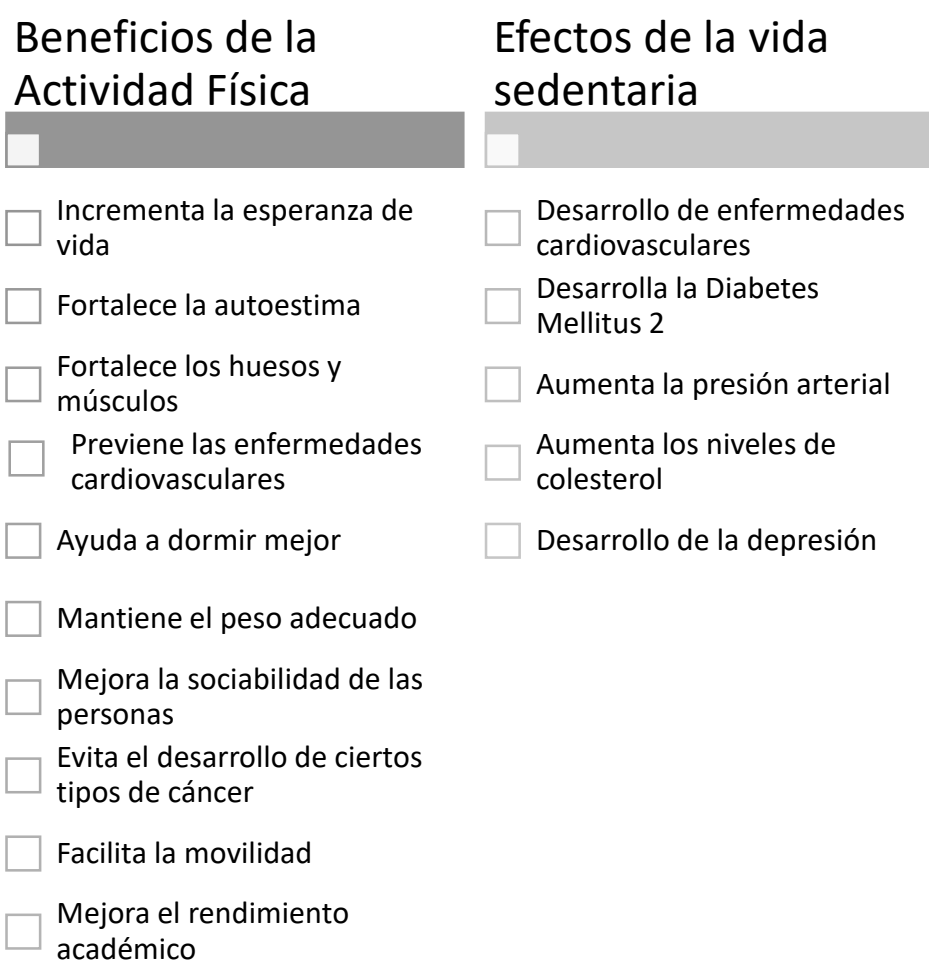 Beneficios de la
Actividad Física
Incrementa la esperanza de
vida
Fortalece la autoestima
Fortalece los huesos y
músculos
Previene las enfermedades
cardiovasculares
Ayuda a dormir mejor
Mantiene el peso adecuado
Mejora la sociabilidad de las
personas
Evita el desarrollo de ciertos
tipos de cáncer
Facilita la movilidad
Mejora el rendimiento
académico
Efectos de la vida
sedentaria
Desarrollo de enfermedades
cardiovasculares
Desarrolla la Diabetes
Mellitus 2
Aumenta la presión arterial
Aumenta los niveles de
colesterol
Desarrollo de la depresión